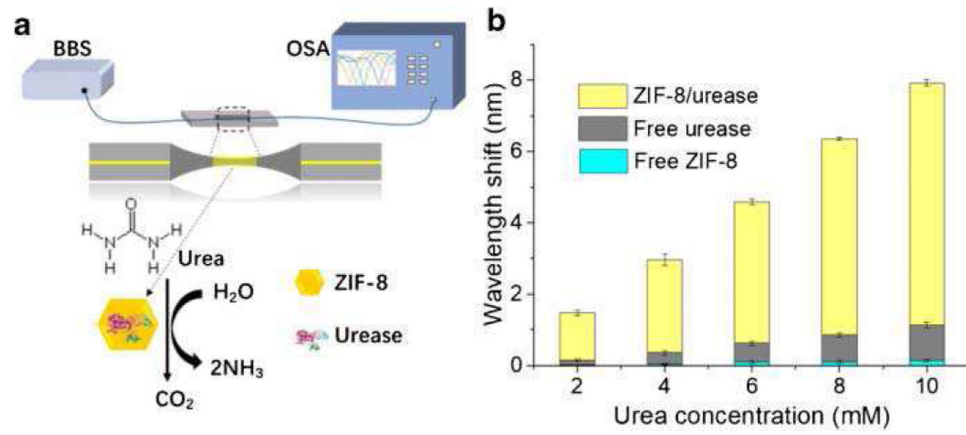 a
BBS
OSA
O
H
N
N
H
H
H
Urea
H₂O
2NH₃
CO₂
ZIF-8
Urease
b
Wavelength shift (nm)
8
6
4
2
0
ZIF-8/urease
Free urease
Free ZIF-8
2 4 6 8 10
Urea concentration (mM)